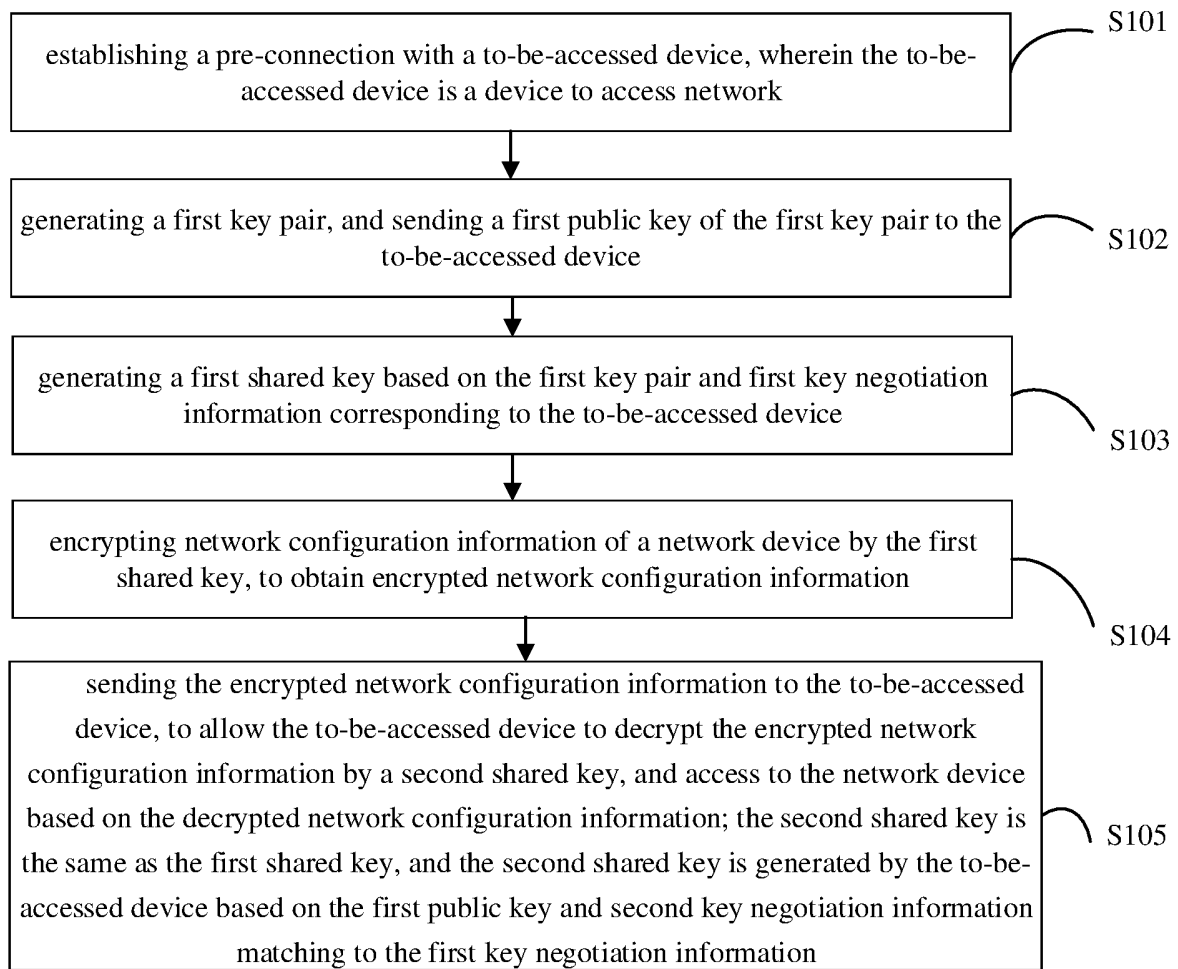 S101
establishing a pre-connection with a to-be-accessed device, wherein the to-be-
accessed device is a device to access network
generating a first key pair, and sending a first public key of the first key pair to the
to-be-accessed device
S102
generating a first shared key based on the first key pair and first key negotiation
information corresponding to the to-be-accessed device
S103
encrypting network configuration information of a network device by the first
shared key, to obtain encrypted network configuration information
S104
sending the encrypted network configuration information to the to-be-accessed
device, to allow the to-be-accessed device to decrypt the encrypted network
configuration information by a second shared key, and access to the network device
based on the decrypted network configuration information; the second shared key is
the same as the first shared key, and the second shared key is generated by the to-be-
accessed device based on the first public key and second key negotiation information
matching to the first key negotiation information
S105